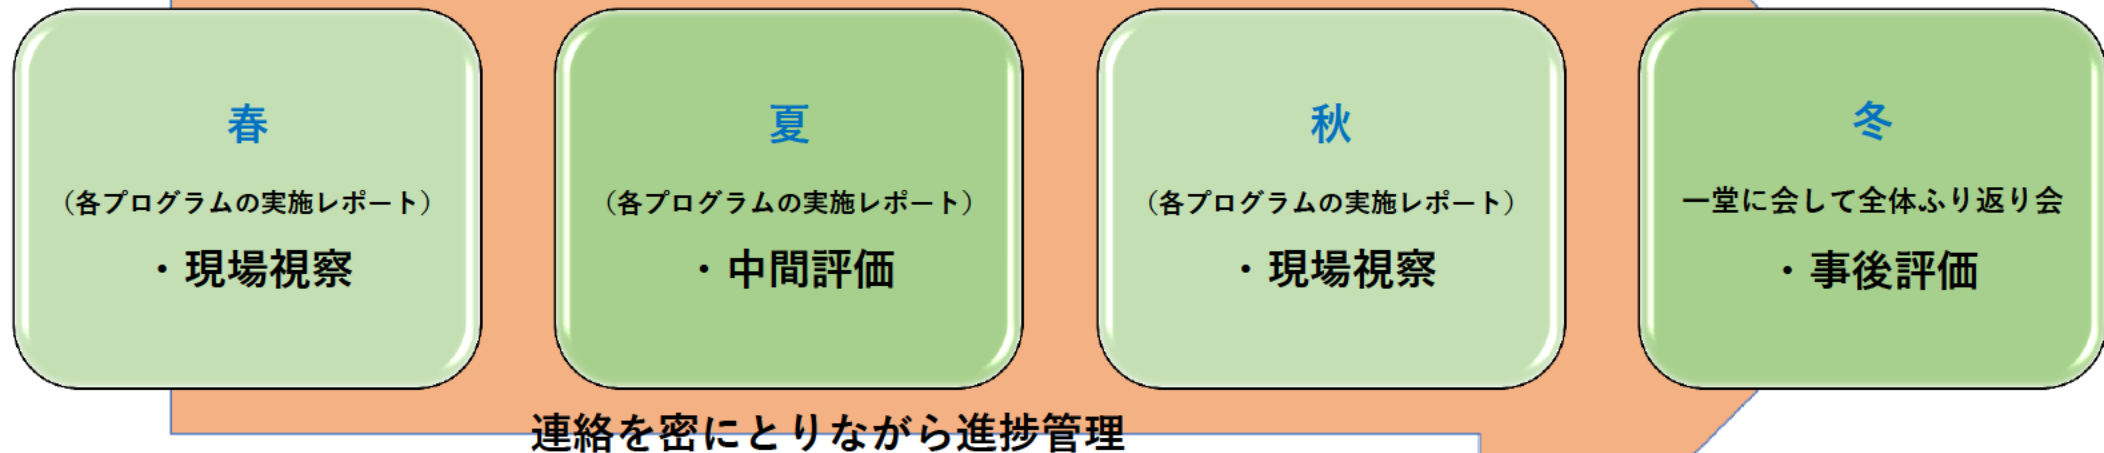 春
（各プログラムの実施レポート）
・現場視察
夏
（各プログラムの実施レポート）
・中間評価
秋
（各プログラムの実施レポート）
・現場視察
冬
一堂に会して全体ふり返り会
・事後評価
連絡を密にとりながら進捗管理